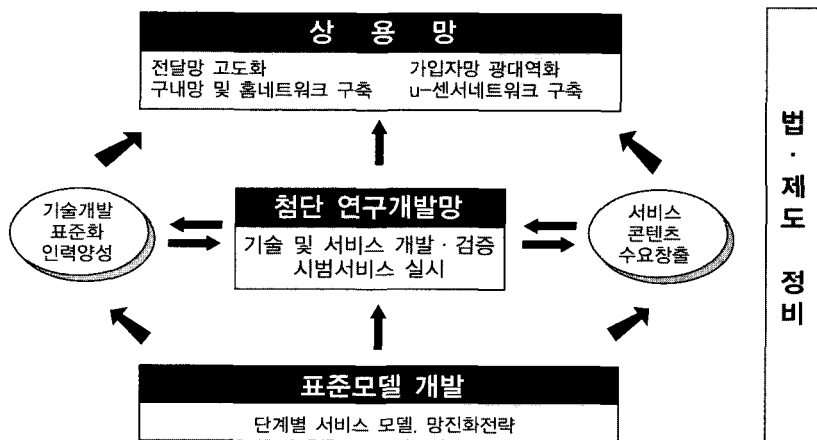 상 용 망
전달망 고도화 가입자망 광대역화
구내망 및 홈네트워크 구축 u-센서네트워크 구축
기술개발
표준화
인력양성
첨단 연구개발망
기술 및 서비스 개발 · 검증
시범서비스 실시
서비스
콘텐츠
수요창출
표준모델 개발
단계별 서비스 모델, 망진화전략
법 · 제도 정비